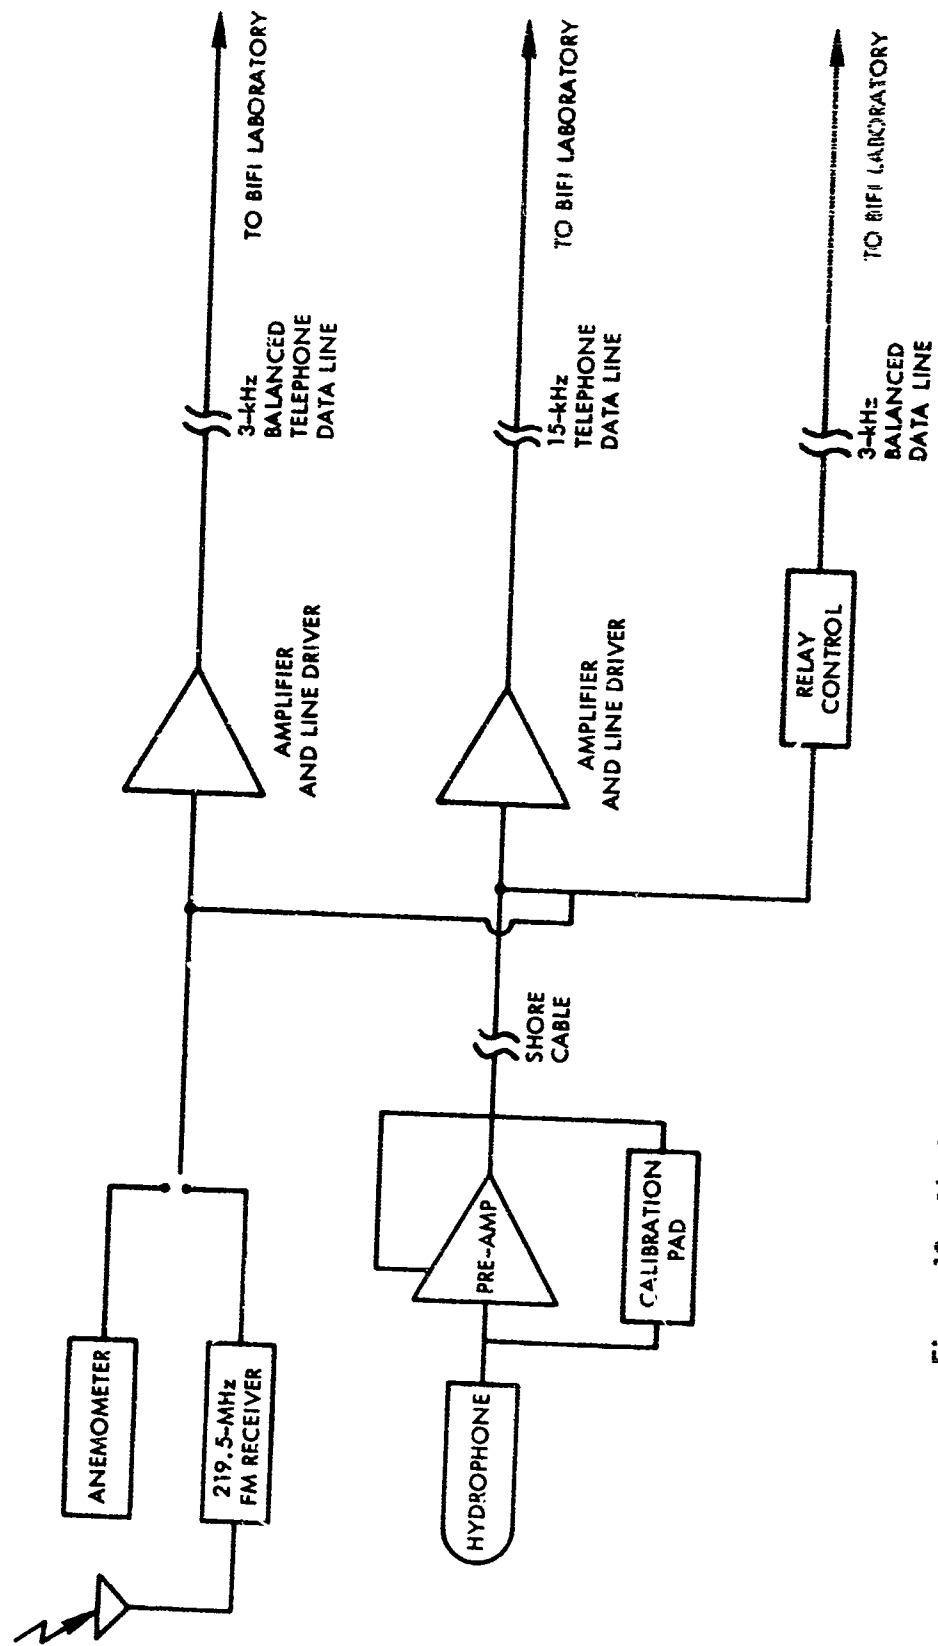 ANEMOMETER
219.5-MHz
FM RECEIVER
AMPLIFIER
AND LINE DRIVER
3-kHz
BALANCED
TELEPHONE
DATA LINE
TO BIFI LABORATORY
HYDROPHONE
PRE-AMP
CALIBRATION
PAD
SHORE
CABLE
AMPLIFIER
AND LINE DRIVER
15-kHz
TELEPHONE
DATA LINE
TO BIFI LABORATORY
RELAY
CONTROL
3-kHz
BALANCED
DATA LINE
TO BIFI LABORATORY